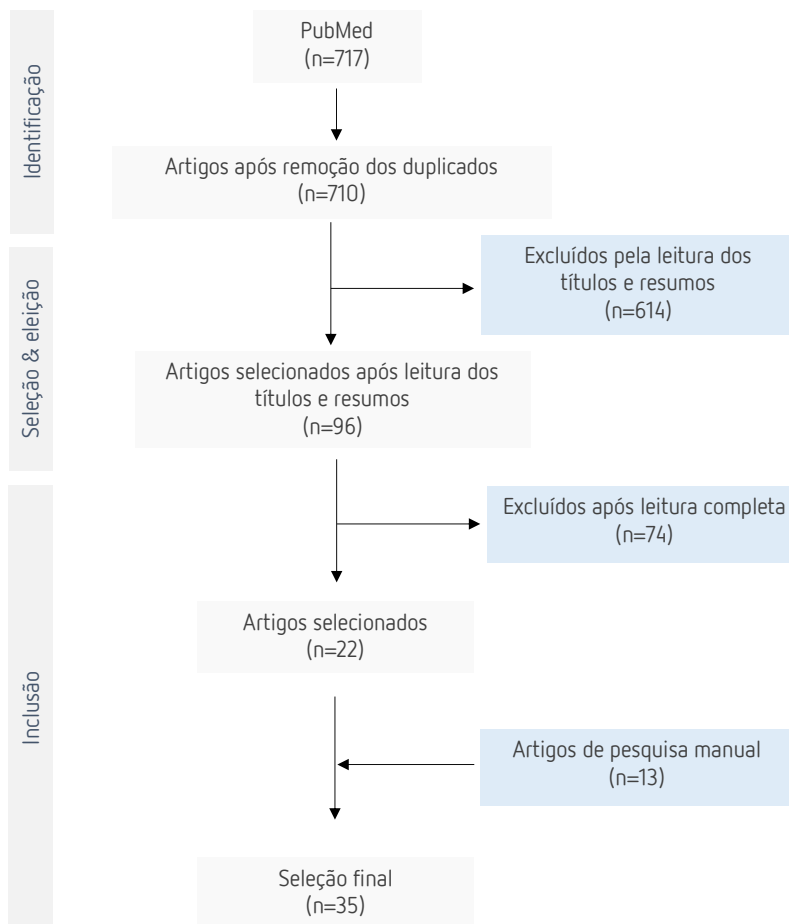 Identificação
PubMed
(n=717)
Artigos após remoção dos duplicados
(n=710)
Seleção & eleição
Excluídos pela leitura dos
títulos e resumos
(n=614)
Artigos selecionados após leitura dos
títulos e resumos
(n=96)
Inclusão
Excluídos após leitura completa
(n=74)
Artigos selecionados
(n=22)
Artigos de pesquisa manual
(n=13)
Seleção final
(n=35)